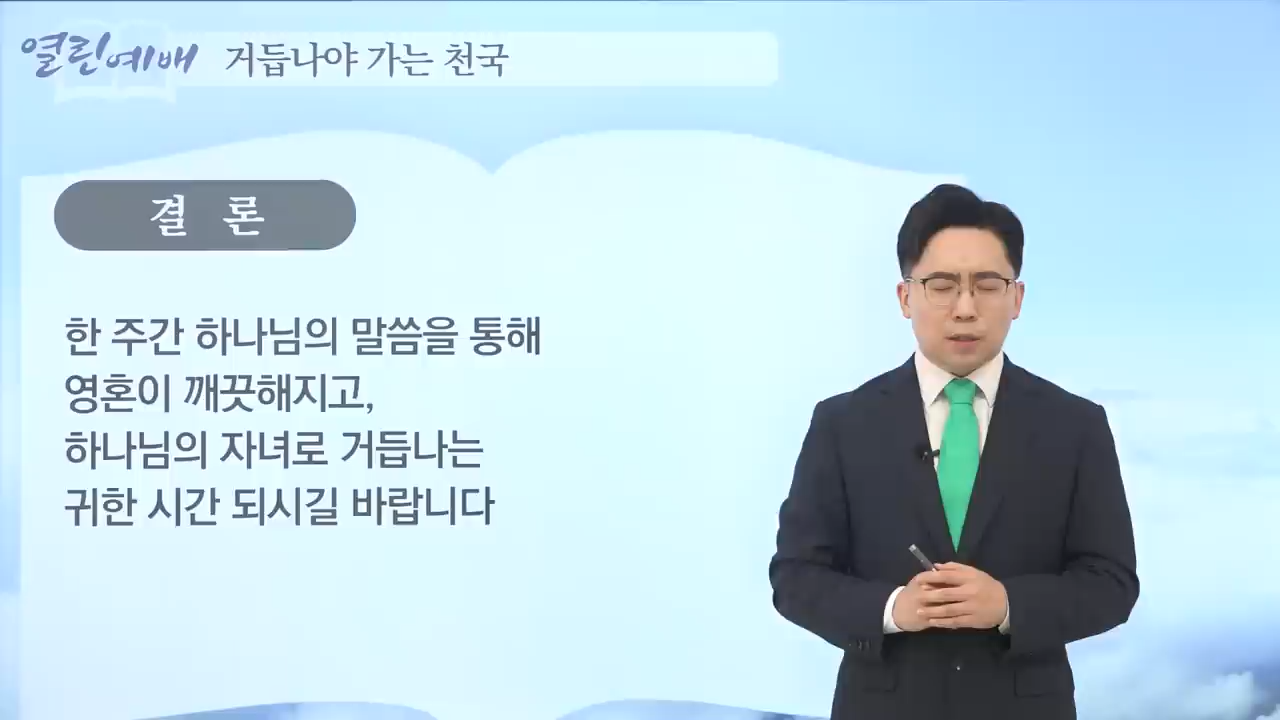 열린예배 거듭나야 가는 천국
결 론
한 주간 하나님의 말씀을 통해
영혼이 깨끗해지고,
하나님의 자녀로 거듭나는
귀한 시간 되시길 바랍니다